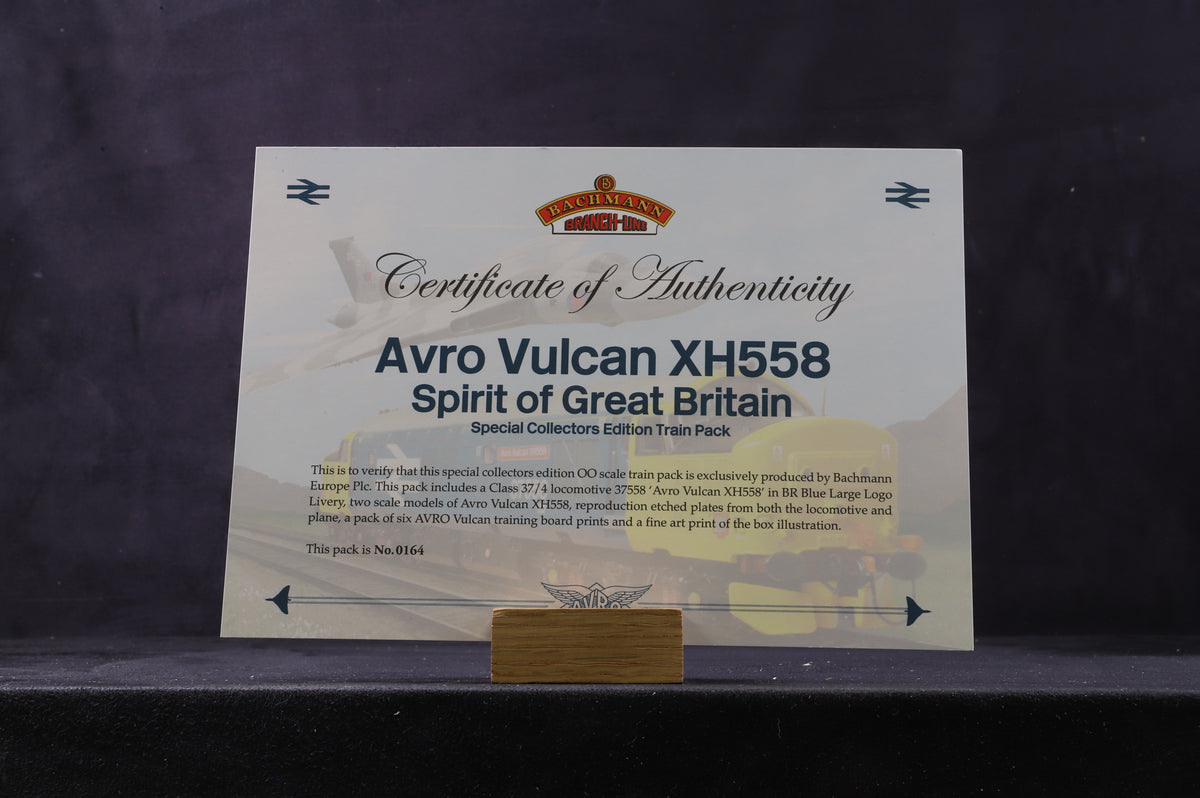 B
BACHMANN
BRANCH-LINE
Certificate of Authenticity
Avro Vulcan XH558
Spirit of Great Britain
Special Collectors Edition Train Pack
This is to verify that this special collectors edition OO scale train pack is exclusively produced by Bachmann
Europe Plc. This pack includes a Class 37/4 locomotive 37558 ‘Avro Vulcan XH558’ in BR Blue Large Logo
Livery, two scale models of Avro Vulcan XH558, reproduction etched plates from both the locomotive and
plane, a pack of six AVRO Vulcan training board prints and a fine art print of the box illustration.
This pack is No.0164
AVRO